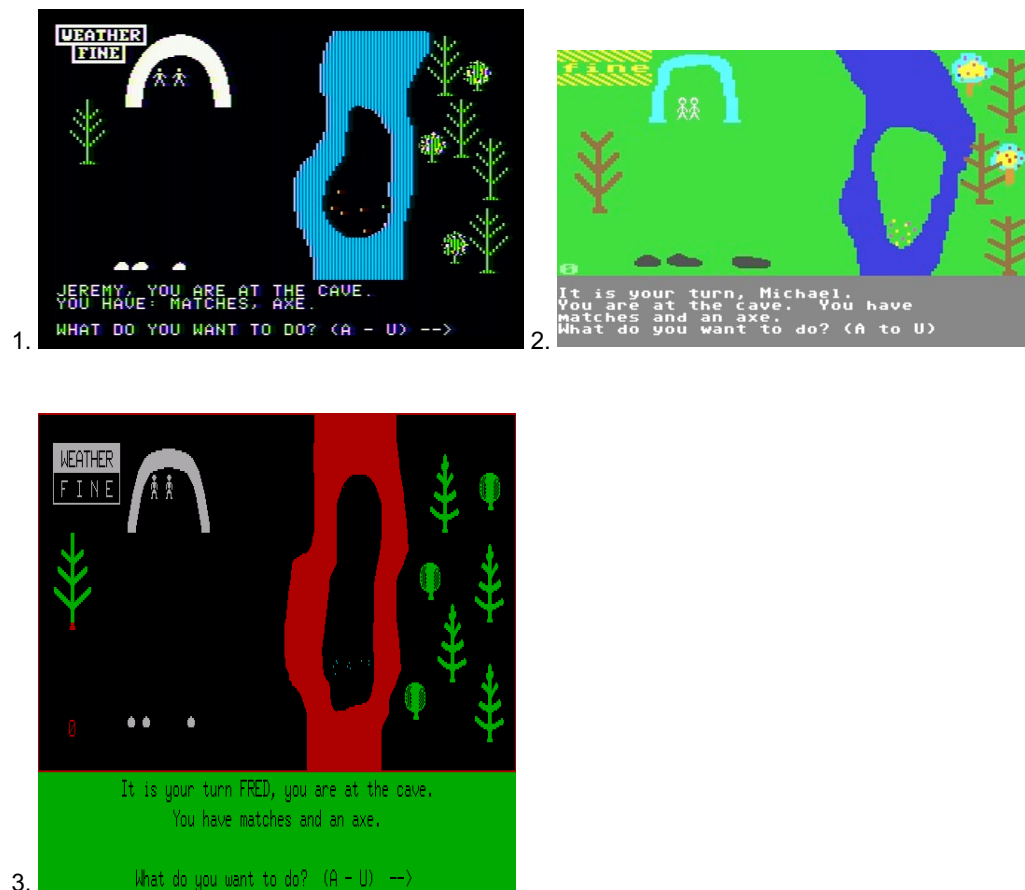 WEATHER
FINE
JEREMY, YOU ARE AT THE CAVE.
YOU HAVE: MATCHES, AXE.
WHAT DO YOU WANT TO DO? (A - U) -->
1.
fine
0
It is your turn, Michael.
You are at the cave. You have
matches and an axe.
What do you want to do? (A to U)
2.
WEATHER
FINE
0
It is your turn FRED, you are at the cave.
You have matches and an axe.
What do you want to do? (A - U) -->
3.